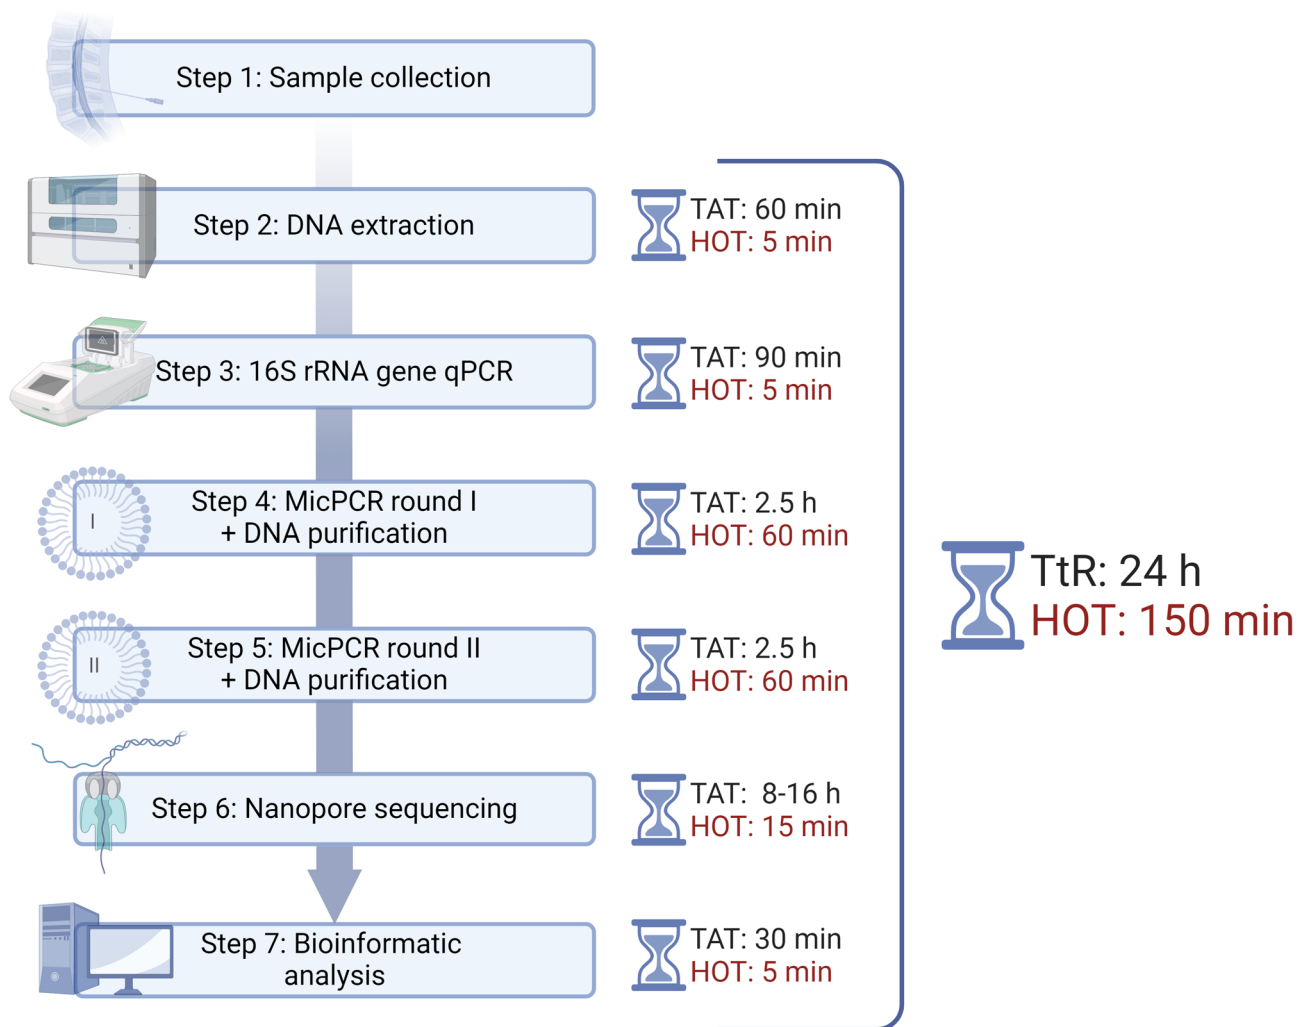 Step 1: Sample collection
Step 2: DNA extraction
TAT: 60 min
HOT: 5 min
Step 3: 16S rRNA gene qPCR
TAT: 90 min
HOT: 5 min
I
Step 4: MicPCR round I
+ DNA purification
TAT: 2.5 h
HOT: 60 min
TtR: 24 h
HOT: 150 min
II
Step 5: MicPCR round II
+ DNA purification
TAT: 2.5 h
HOT: 60 min
Step 6: Nanopore sequencing
TAT: 8-16 h
HOT: 15 min
Step 7: Bioinformatic
analysis
TAT: 30 min
HOT: 5 min